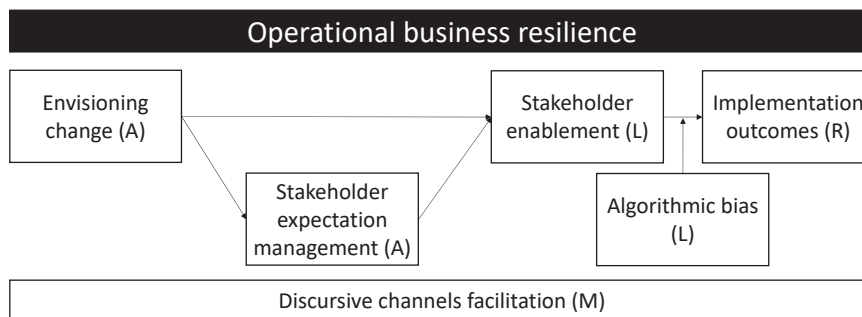 Operational business resilience
Envisioning
change (A)
Stakeholder
enablement (L)
Implementation
outcomes (R)
Stakeholder
expectation
management (A)
Algorithmic bias
(L)
Discursive channels facilitation (M)